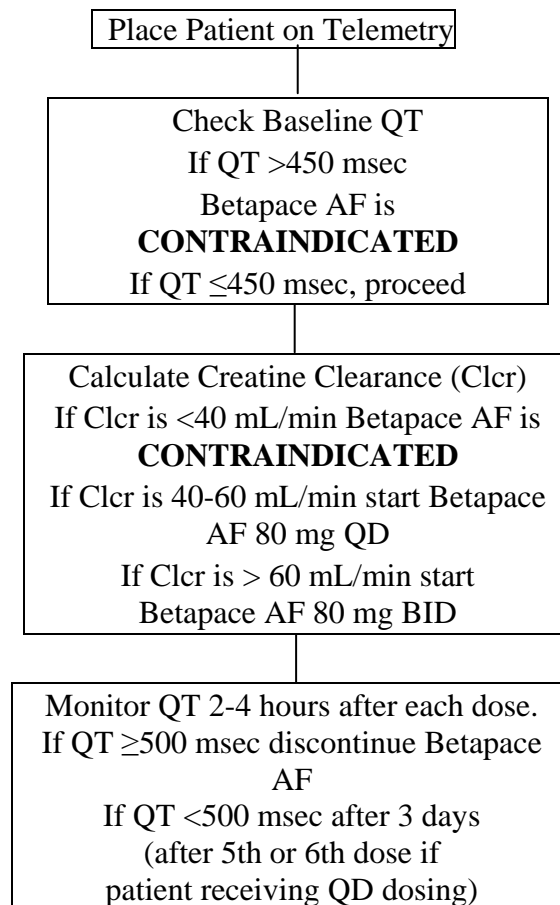 Place Patient on Telemetry
Check Baseline QT
If QT >450 msec
Betapace AF is
CONTRAINDICATED
If QT ≤450 msec, proceed
Calculate Creatine Clearance (Clcr)
If Clcr is <40 mL/min Betapace AF is
CONTRAINDICATED
If Clcr is 40-60 mL/min start Betapace
AF 80 mg QD
If Clcr is > 60 mL/min start
Betapace AF 80 mg BID
Monitor QT 2-4 hours after each dose.
If QT ≥500 msec discontinue Betapace
AF
If QT <500 msec after 3 days
(after 5th or 6th dose if
patient receiving QD dosing)